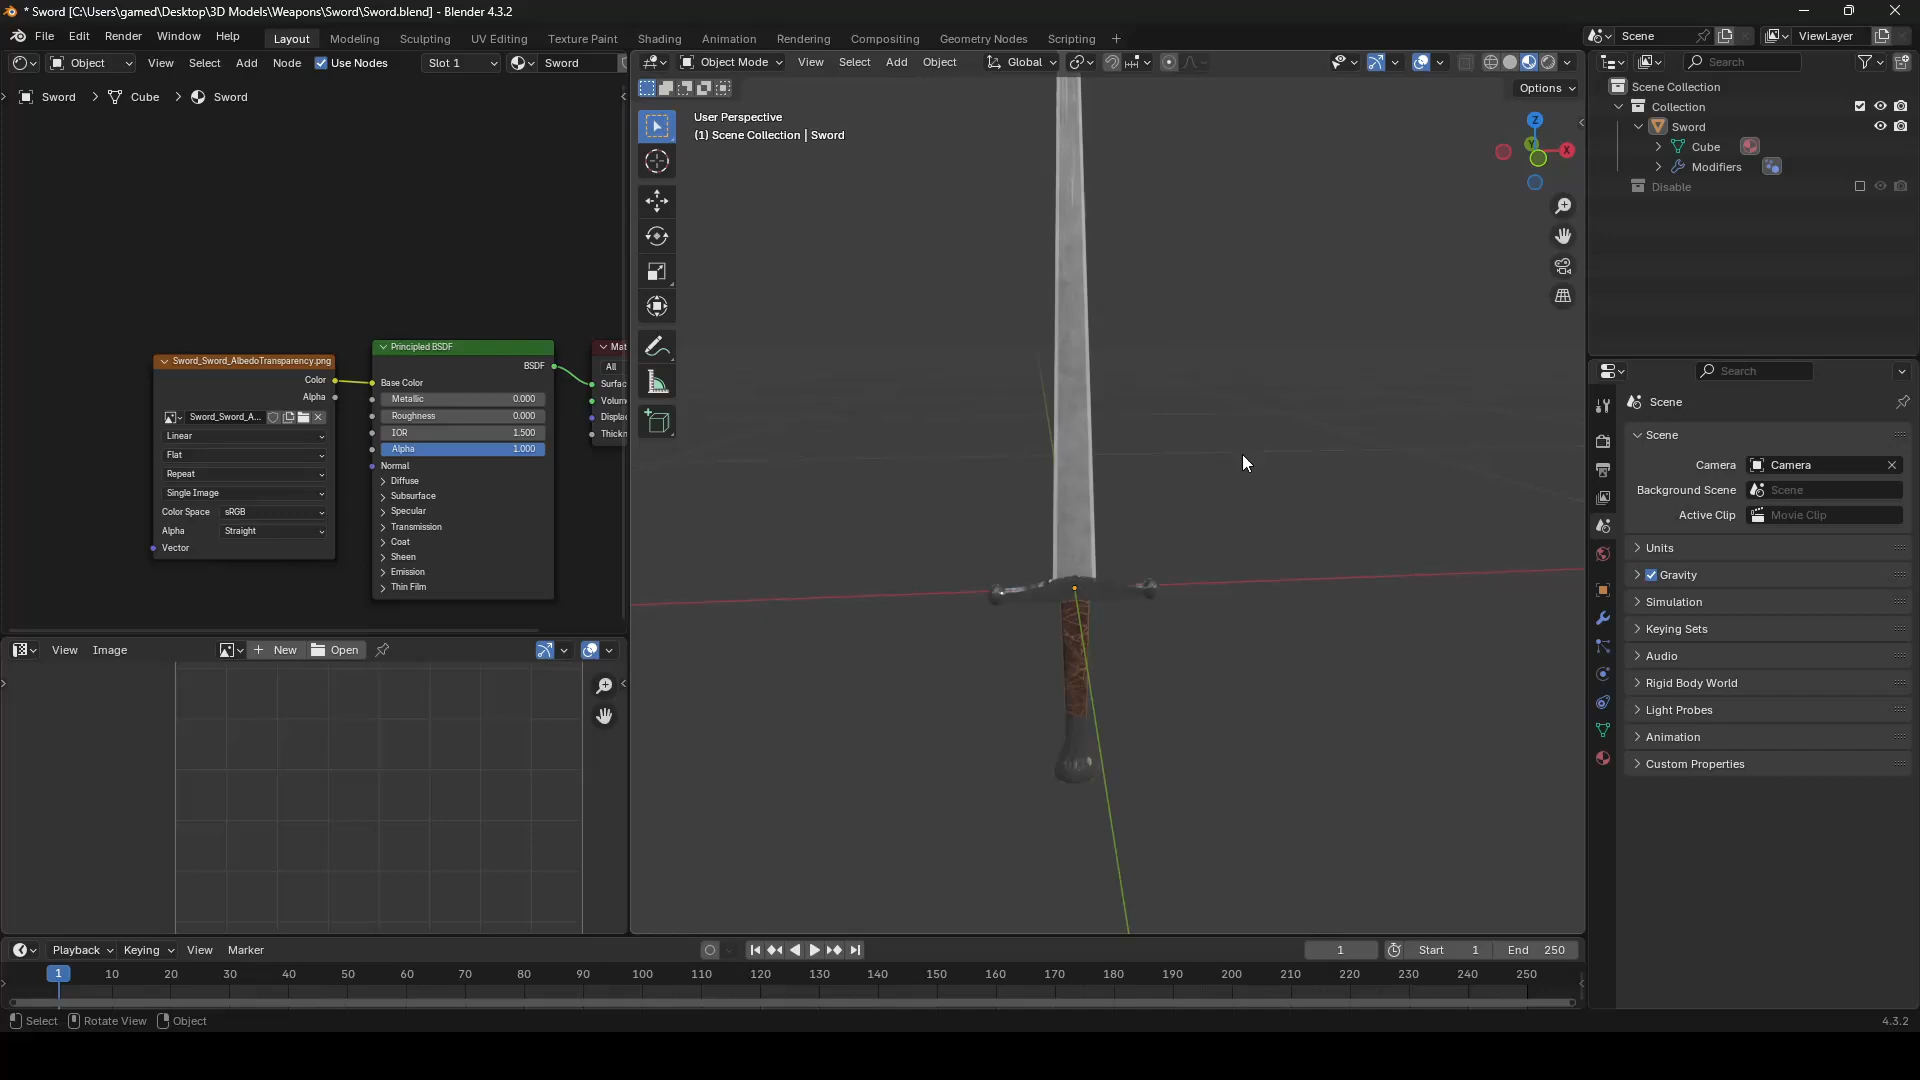 * Sword [C:\Users\gamed\Desktop\3D Models\Weapons\Sword\Sword.blend] - Blender 4.3.2
File Edit Render Window Help Layout Modeling Sculpting UV Editing Texture Paint Shading Animation Rendering Compositing Geometry Nodes Scripting + Scene ViewLayer
Object View Select Add Node Use Nodes Slot 1 Sword
Object Mode View Select Add Object Global
Search
Sword > Cube > Sword
Options
User Perspective
(1) Scene Collection | Sword
Z
Y
X
Scene Collection
Collection
Sword
Cube
Modifiers
Disable
Sword_Sword_AlbedoTransparency.png
Color
Alpha
Sword_Sword_A...
Linear
Flat
Repeat
Single Image
Color Space sRGB
Alpha Straight
Vector
Principled BSDF
BSDF
Base Color
Metallic 0.000
Roughness 0.000
IOR 1.500
Alpha 1.000
Normal
Diffuse
Subsurface
Specular
Transmission
Coat
Sheen
Emission
Thin Film
Mat
All
Surfac
Volum
Displa
Thickn
Search
Scene
Scene
Camera Camera
Background Scene Scene
Active Clip Movie Clip
Units
Gravity
Simulation
Keying Sets
Audio
Rigid Body World
Light Probes
Animation
Custom Properties
View Image New Open
Playback Keying View Marker 1 Start 1 End 250
1 10 20 30 40 50 60 70 80 90 100 110 120 130 140 150 160 170 180 190 200 210 220 230 240 250
Select Rotate View Object 4.3.2